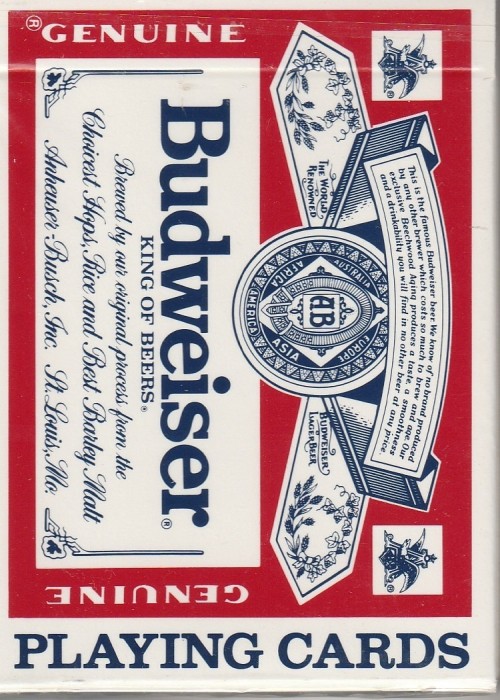 GENUINE ®
This is the famous Budweiser beer. We know of no brand produced
by any other brewer which costs so much to brew and age. Our
exclusive Beechwood Aging produces a taste, a smoothness
and a drinkability you will find in no other beer at any price.
THE WORLD
RENOWNED
BUDWEISER
LAGER BEER
AFRICA
AUSTRALIA
AMERICA
ASIA
EUROPE
AB
Budweiser®
KING OF BEERS®
Brewed by our original process from the
Choicest Hops, Rice and Best Barley Malt
Anheuser-Busch, Inc. St. Louis, Mo.
GENUINE
PLAYING CARDS